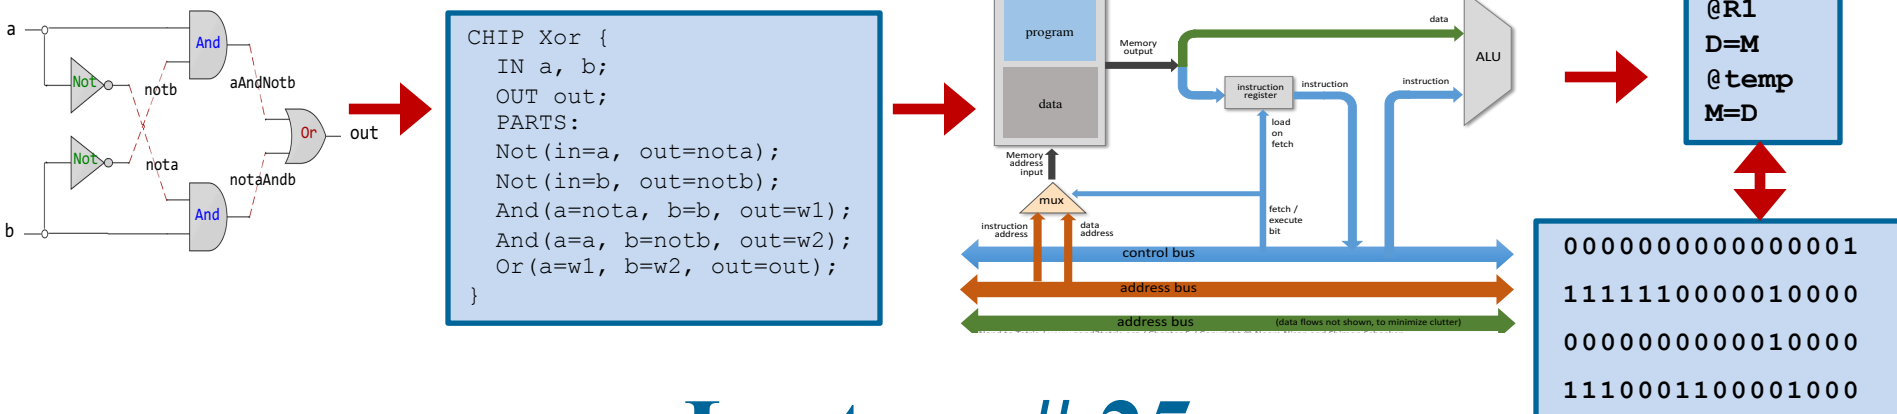 a
And
Not
notb
aAndNotb
Or
out
Not
nota
notaAndb
And
b
CHIP Xor {
IN a, b;
OUT out;
PARTS:
Not(in=a, out=nota);
Not(in=b, out=notb);
And(a=nota, b=b, out=w1);
And(a=a, b=notb, out=w2);
Or(a=w1, b=w2, out=out);
}
program
data
Memory
output
data
ALU
instruction
register
instruction
instruction
load
on
fetch
Memory
address
input
mux
instruction
address
data
address
fetch /
execute
bit
control bus
address bus
address bus
(data flows not shown, to minimize clutter)
@R1
D=M
@temp
M=D
0000000000000001
1111110000010000
0000000000010000
1110001100001000